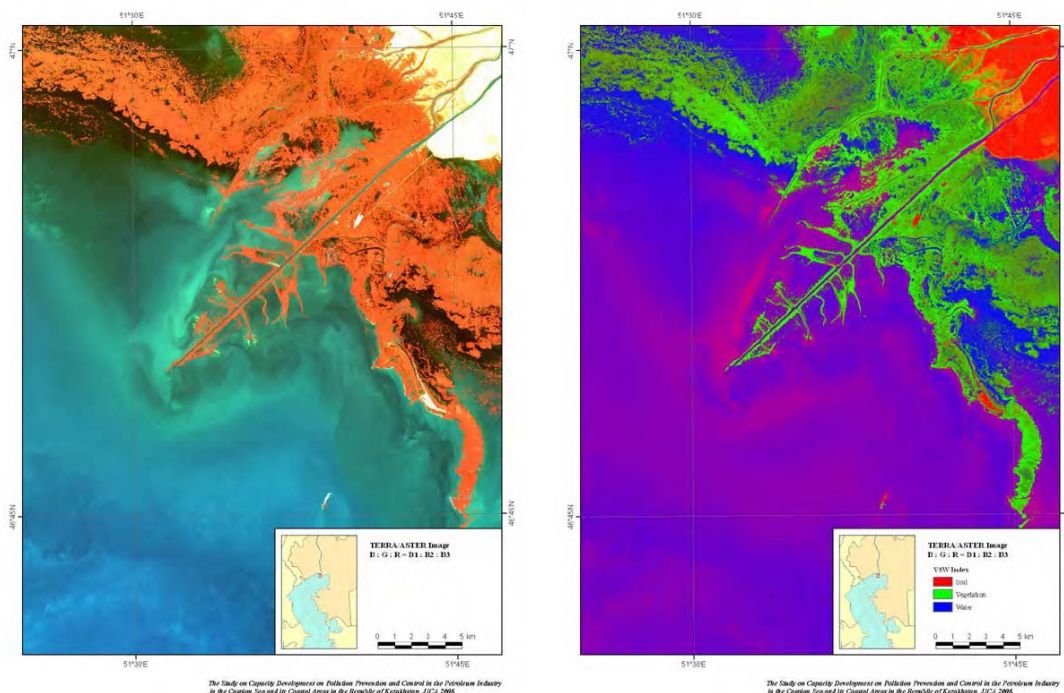 51°30'E
51°45'E
47°N
46°45'N
TERRA/ASTER Image
B : G : R = B1 : B2 : B3
0 1 2 3 4 5 km
47°N
46°45'N
51°30'E
51°45'E
The Study on Capacity Development on Pollution Prevention and Control in the Petroleum Industry
in the Caspian Sea and its Coastal Areas in the Republic of Kazakhstan, JICA 2006
51°30'E
51°45'E
47°N
46°45'N
TERRA/ASTER Image
B : G : R = B1 : B2 : B3
VSW Index
Soil
Vegetation
Water
0 1 2 3 4 5 km
47°N
46°45'N
51°30'E
51°45'E
The Study on Capacity Development on Pollution Prevention and Control in the Petroleum Industry
in the Caspian Sea and its Coastal Areas in the Republic of Kazakhstan, JICA 2006